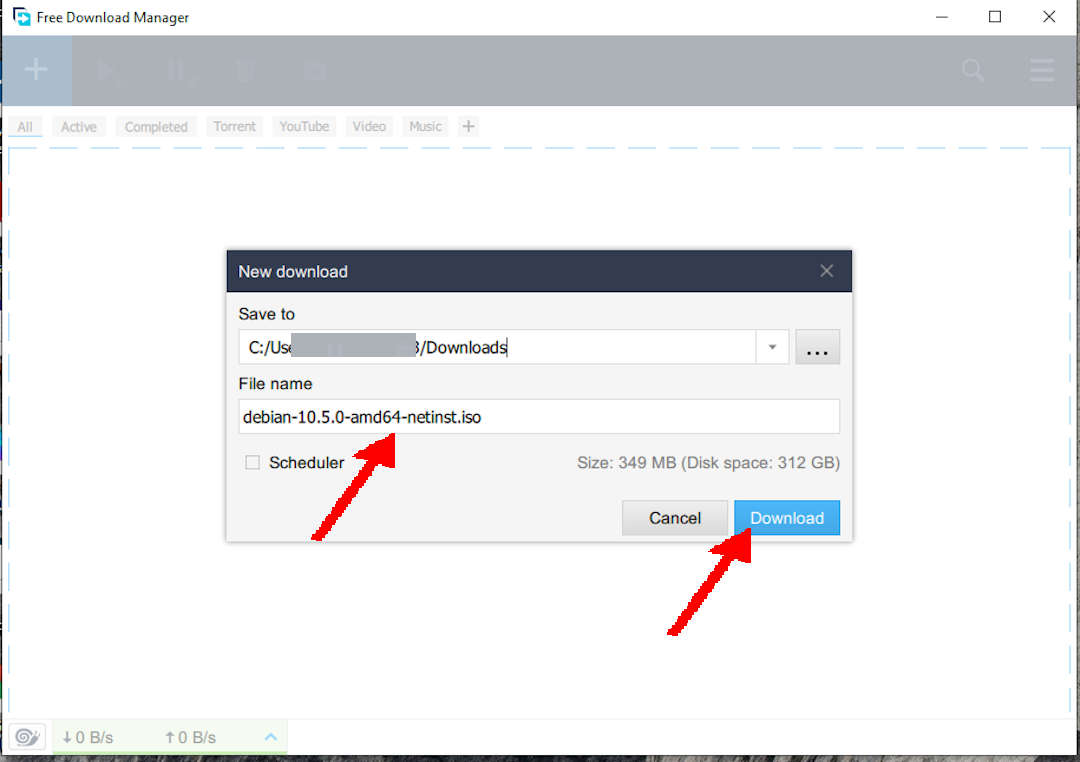 Free Download Manager
All Active Completed Torrent YouTube Video Music +
New download
Save to
C:/Use 3/Downloads
...
File name
debian-10.5.0-amd64-netinst.iso
Scheduler Size: 349 MB (Disk space: 312 GB)
Cancel Download
↓0 B/s ↑0 B/s